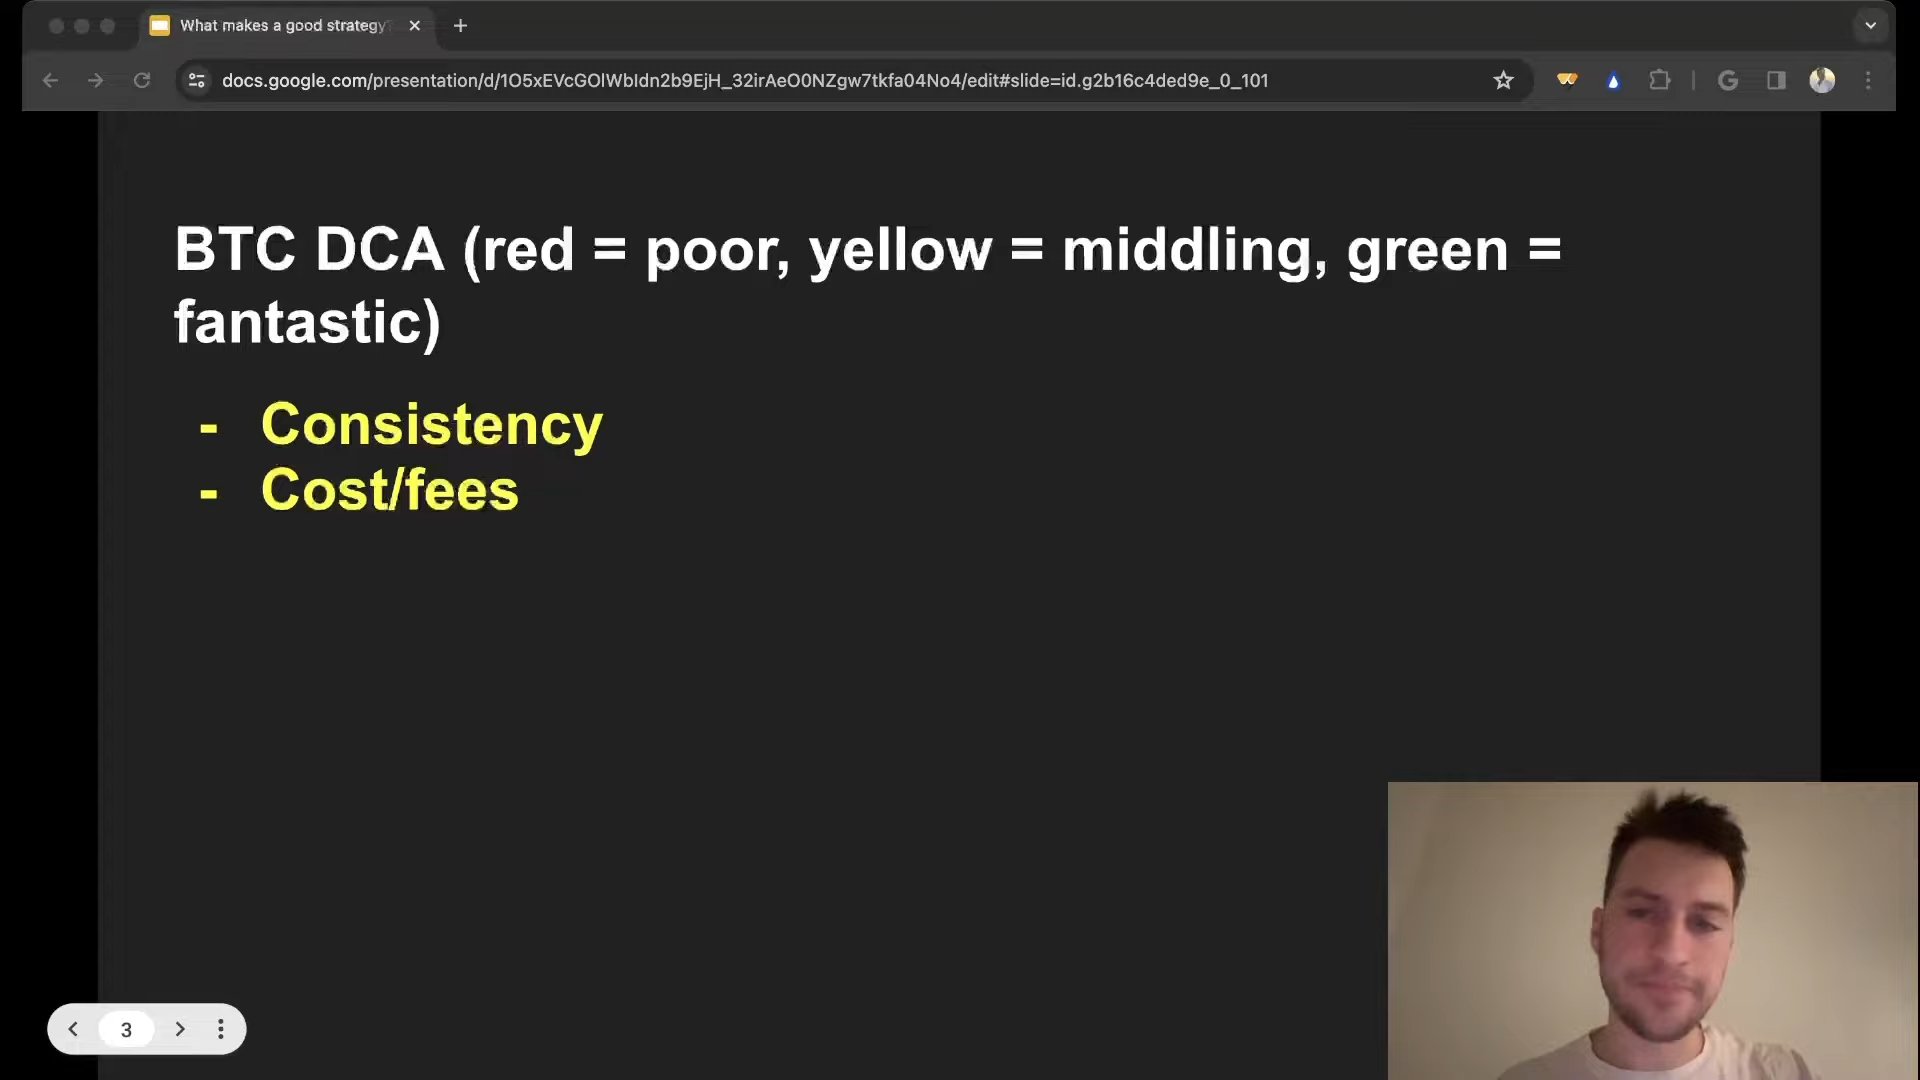 What makes a good strategy?
docs.google.com/presentation/d/1O5xEVcGOlWbIdn2b9EjH_32irAeO0NZgw7tkfa04No4/edit#slide=id.g2b16c4ded9e_0_101
BTC DCA (red = poor, yellow = middling, green =
fantastic)
- Consistency
- Cost/fees
3